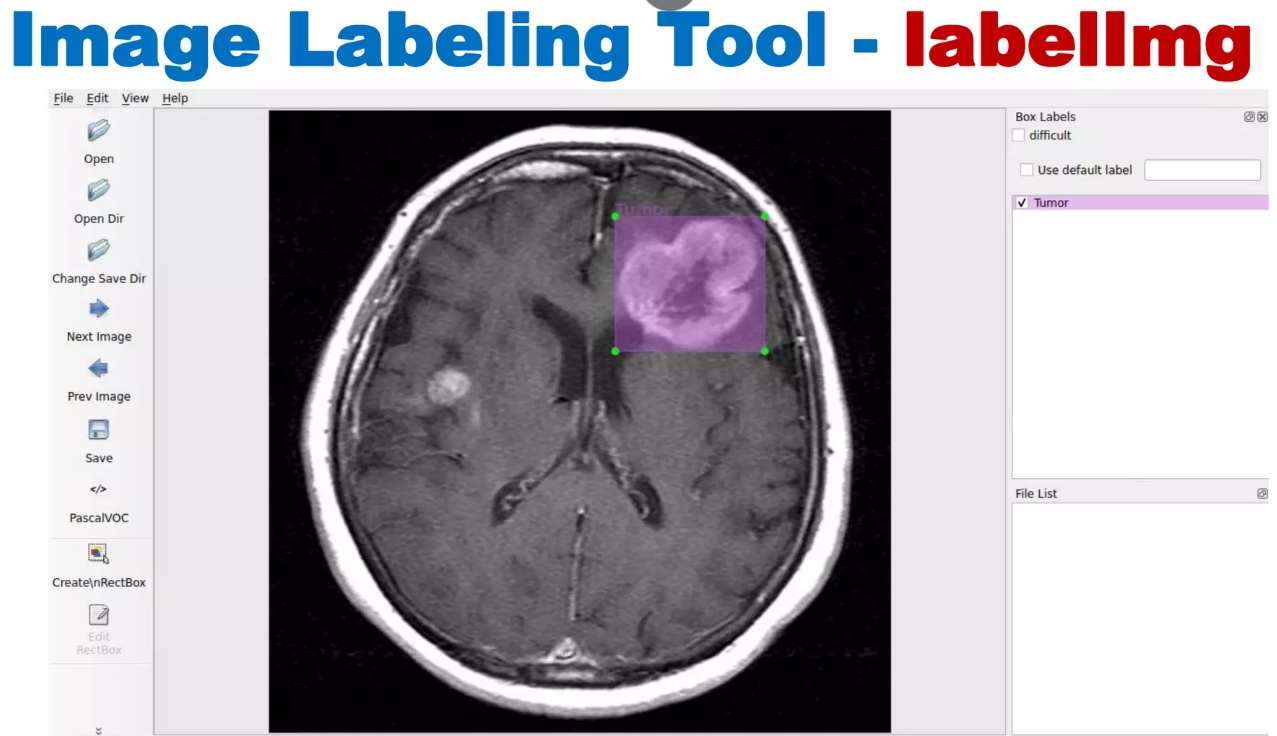 Image Labeling Tool - labelImg
File Edit View Help
Open
Open Dir
Change Save Dir
Next Image
Prev Image
Save
</>
PascalVOC
Create\nRectBox
Edit
RectBox
Tumor
Box Labels
difficult
Use default label
Tumor
File List